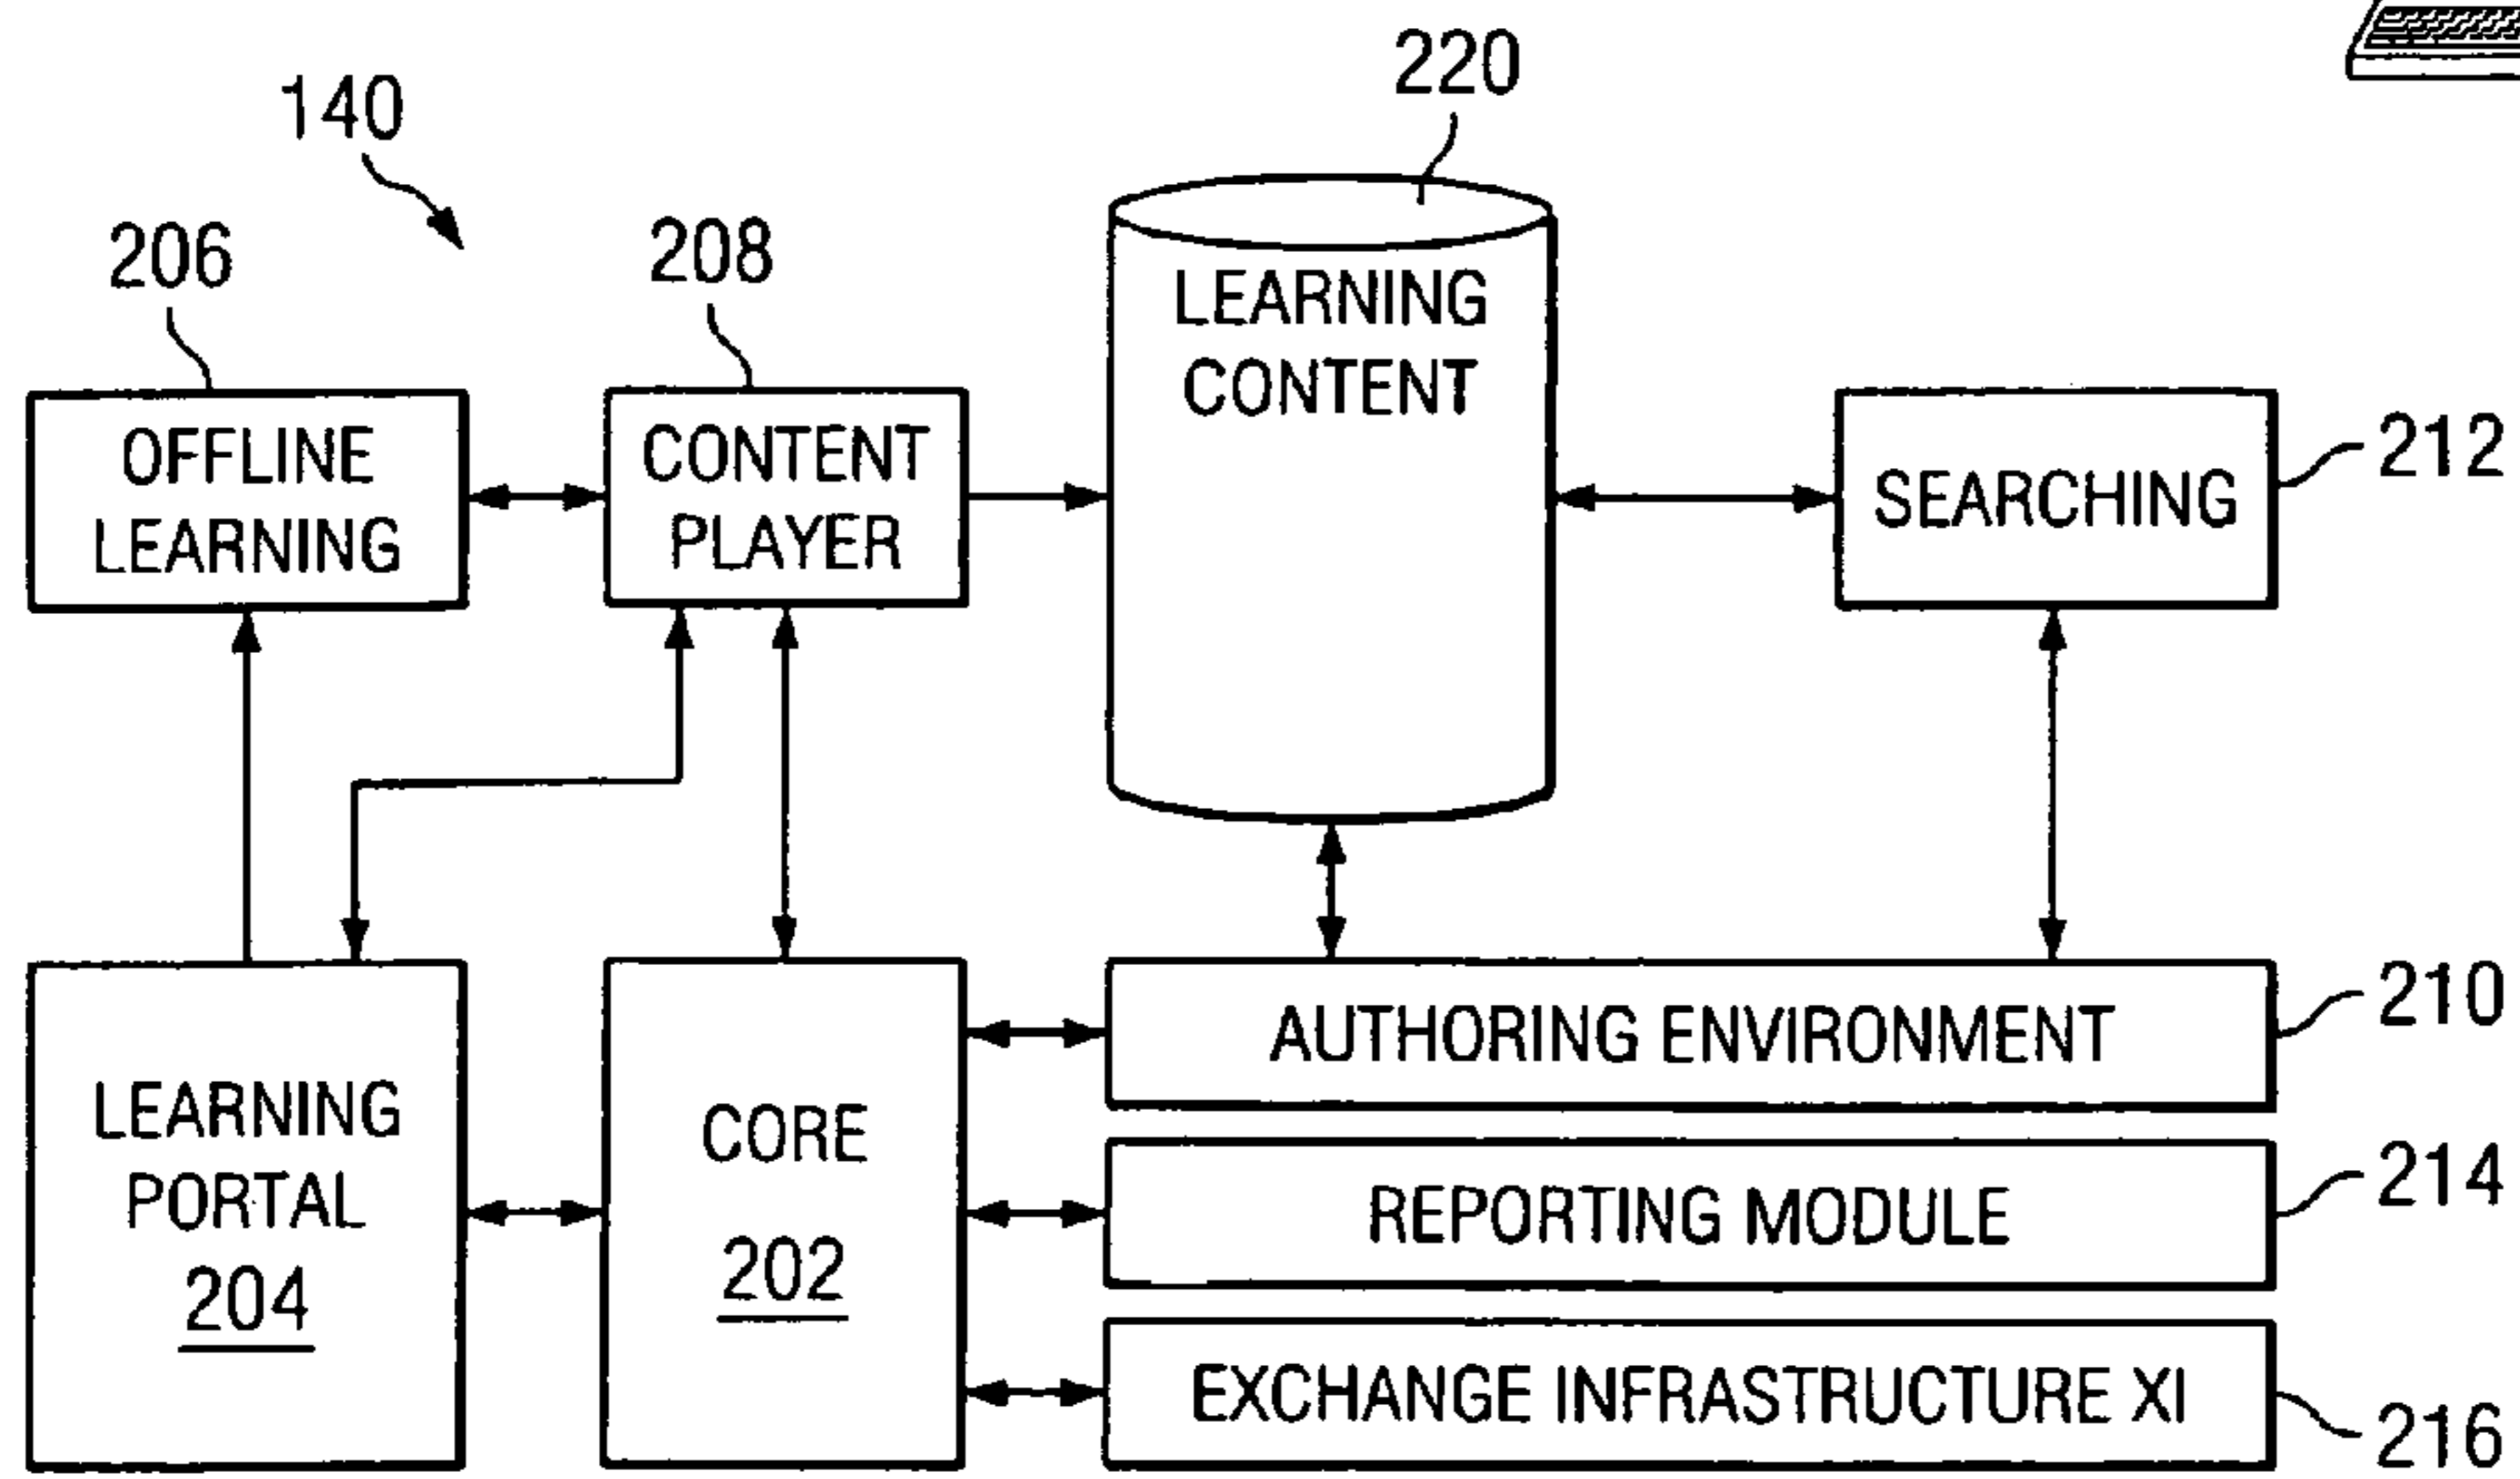 220
140
206
208
LEARNING
CONTENT
OFFLINE
LEARNING
CONTENT
PLAYER
SEARCHING
212
LEARNING
PORTAL
204
CORE
202
AUTHORING ENVIRONMENT
210
REPORTING MODULE
214
EXCHANGE INFRASTRUCTURE XI
216